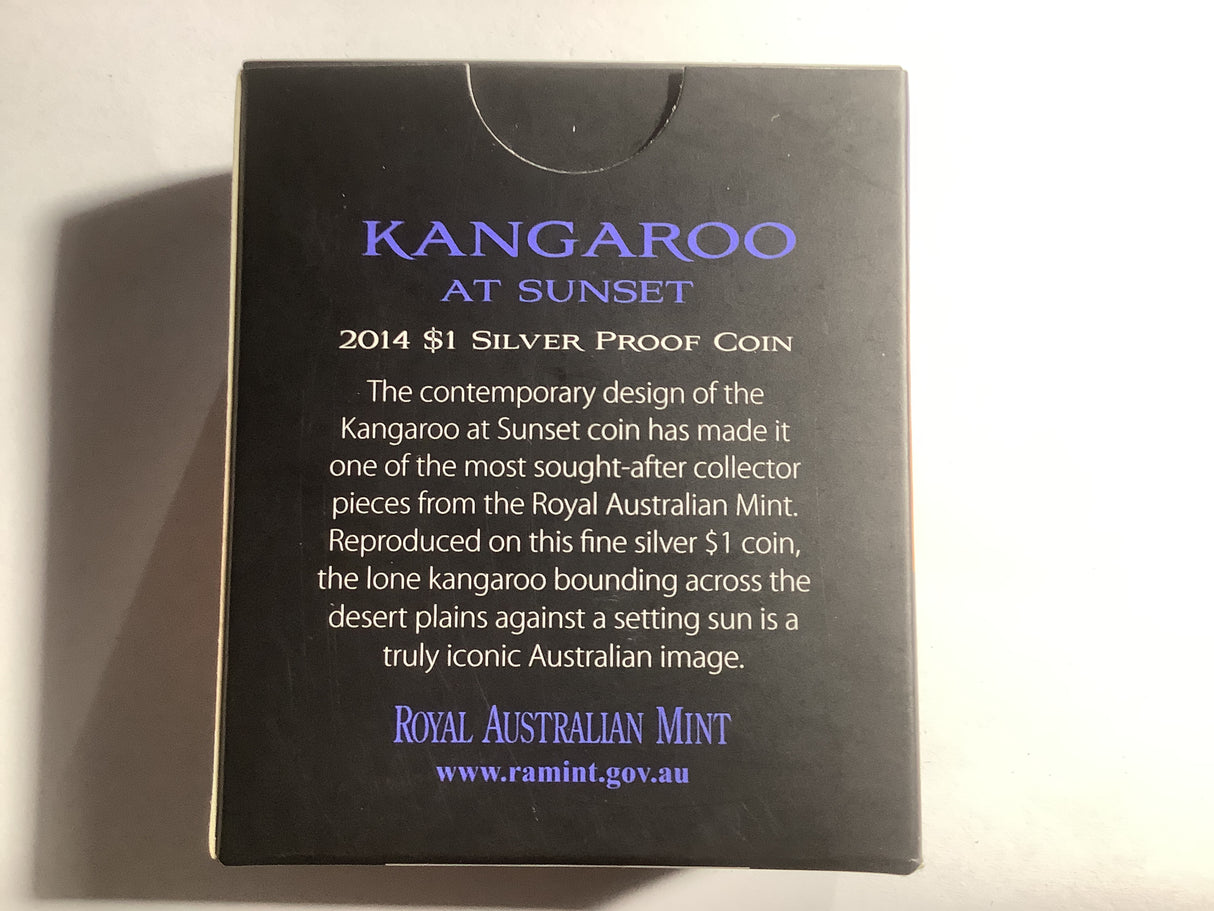 KANGAROO
AT SUNSET
2014 $1 SILVER PROOF COIN
The contemporary design of the
Kangaroo at Sunset coin has made it
one of the most sought-after collector
pieces from the Royal Australian Mint.
Reproduced on this fine silver $1 coin,
the lone kangaroo bounding across the
desert plains against a setting sun is a
truly iconic Australian image.
ROYAL AUSTRALIAN MINT
www.ramint.gov.au